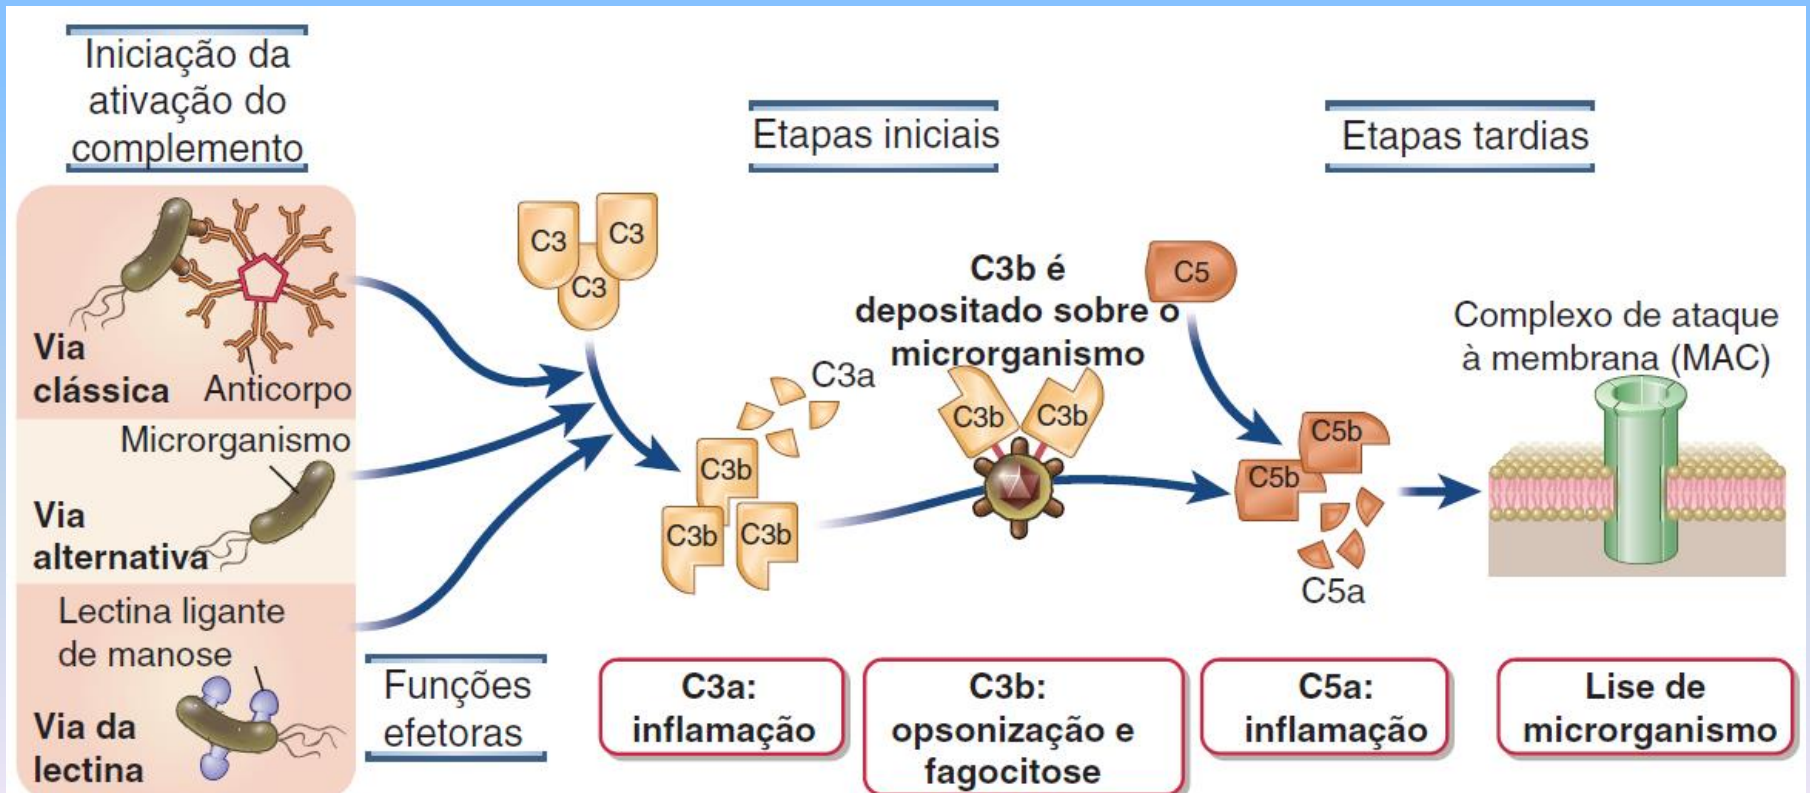 Iniciação da
ativação do
complemento
Etapas iniciais
Etapas tardias
Via
clássica
Anticorpo
Microrganismo
Via
alternativa
Lectina ligante
de manose
Via da
lectina
C3
C3
C3
C3a
C3b
C3b
C3b
C3b é
depositado sobre o
microrganismo
C3b
C3b
C5
C5b
C5b
C5a
Complexo de ataque
à membrana (MAC)
Funções
efetoras
C3a:
inflamação
C3b:
opsonização e
fagocitose
C5a:
inflamação
Lise de
microrganismo